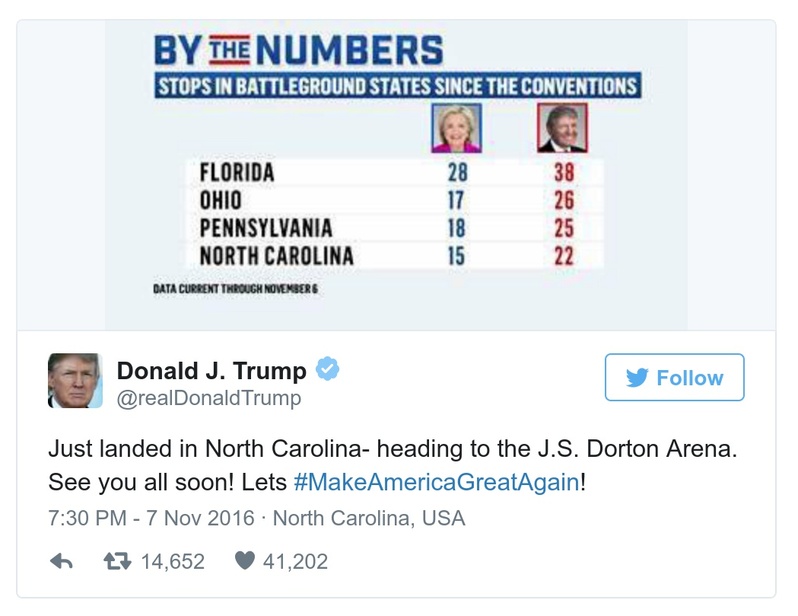 BY THE NUMBERS
STOPS IN BATTLEGROUND STATES SINCE THE CONVENTIONS
FLORIDA 28 38
OHIO 17 26
PENNSYLVANIA 18 25
NORTH CAROLINA 15 22
DATA CURRENT THROUGH NOVEMBER 6
Donald J. Trump
Follow
@realDonaldTrump
Just landed in North Carolina- heading to the J.S. Dorton Arena.
See you all soon! Lets #MakeAmericaGreatAgain!
7:30 PM - 7 Nov 2016 · North Carolina, USA
14,652 41,202